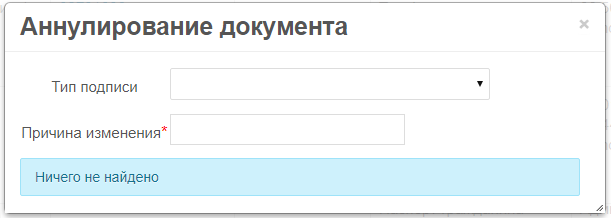 Аннулирование документа ×
Тип подписи
Причина изменения*
Ничего не найдено